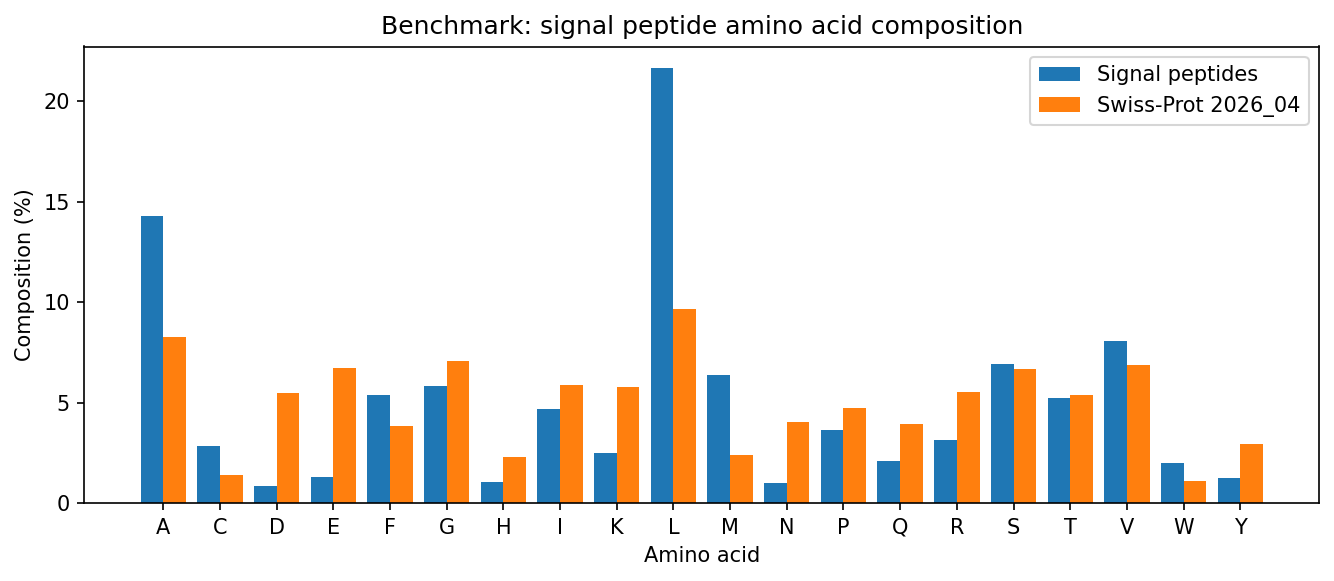 Benchmark: signal peptide amino acid composition
Signal peptides
Swiss-Prot 2026_04
Composition (%)
20
15
10
5
0
A C D E F G H I K L M N P Q R S T V W Y
Amino acid